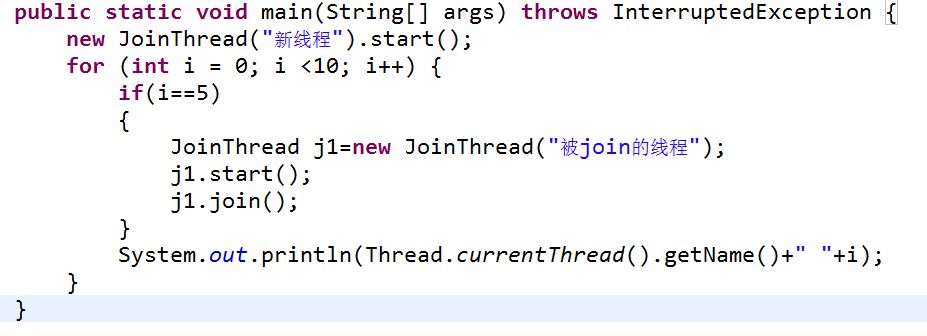 public static void main(String[] args) throws InterruptedException {
    new JoinThread("新线程").start();
    for (int i = 0; i <10; i++) {
        if(i==5)
        {
            JoinThread j1=new JoinThread("被join的线程");
            j1.start();
            j1.join();
        }
        System.out.println(Thread.currentThread().getName()+" "+i);
    }
}